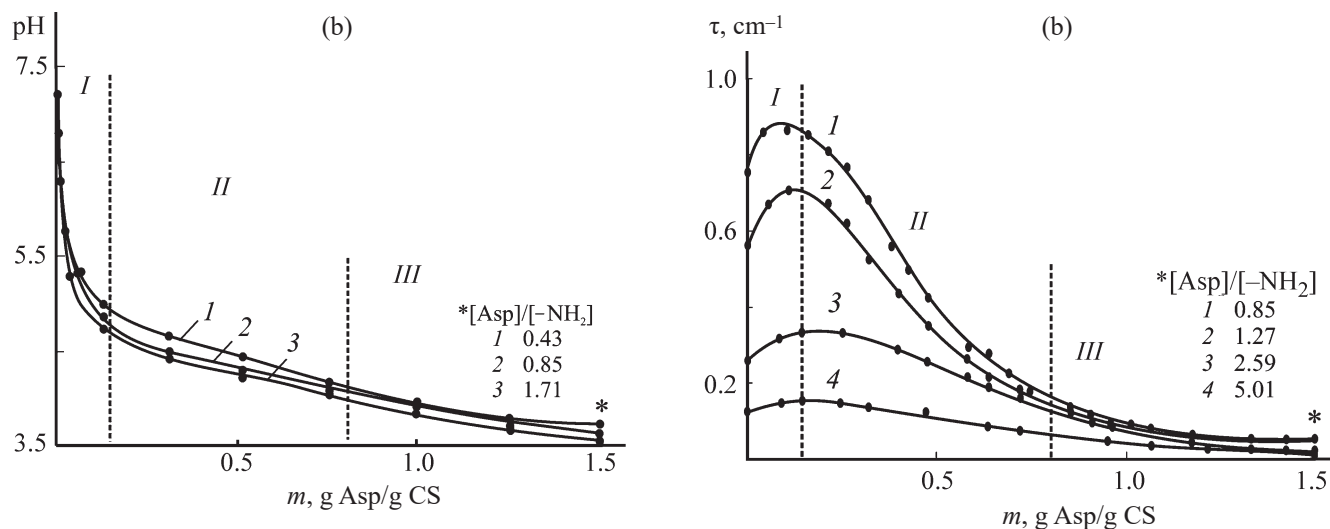 pH
(b)
7.5
I
II
5.5
III
*[Asp]/[−NH₂]
1 0.43
2 0.85
3 1.71
1
2
3
*
3.5
0.5
1.0
1.5
m, g Asp/g CS
τ, cm⁻¹
(b)
1.0
I
1
2
II
0.6
3
III
*[Asp]/[−NH₂]
1 0.85
2 1.27
3 2.59
4 5.01
4
0.2
*
0.5
1.0
1.5
m, g Asp/g CS